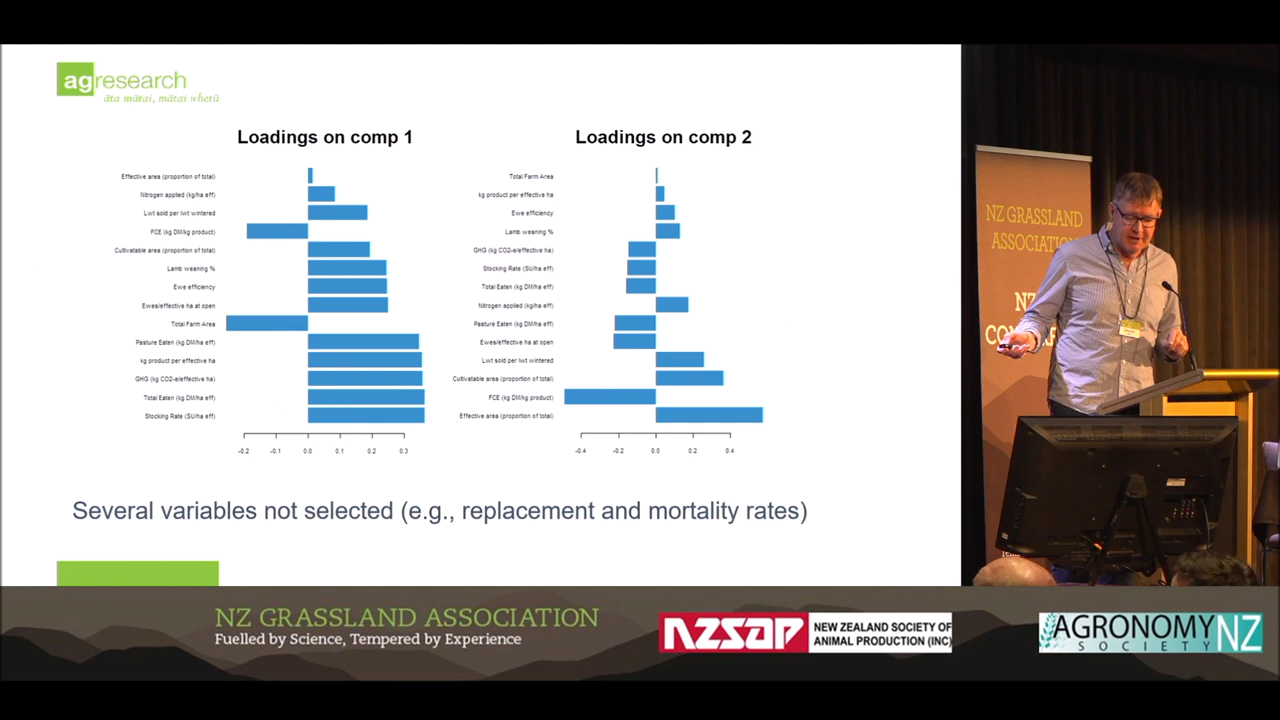 agresearch
āta mātai, mātai whetū
Loadings on comp 1
Effective area (proportion of total)
Nitrogen applied (kg/ha eff)
Lwt sold per lwt wintered
FCE (kg DM/kg product)
Cultivatable area (proportion of total)
Lamb weaning %
Ewe efficiency
Ewes/effective ha at open
Total Farm Area
Pasture Eaten (kg DM/ha eff)
kg product per effective ha
GHG (kg CO2-e/effective ha)
Total Eaten (kg DM/ha eff)
Stocking Rate (SU/ha eff)
-0.2 -0.1 0.0 0.1 0.2 0.3
Loadings on comp 2
Total Farm Area
kg product per effective ha
Ewe efficiency
Lamb weaning %
GHG (kg CO2-e/effective ha)
Stocking Rate (SU/ha eff)
Total Eaten (kg DM/ha eff)
Nitrogen applied (kg/ha eff)
Pasture Eaten (kg DM/ha eff)
Ewes/effective ha at open
Lwt sold per lwt wintered
Cultivatable area (proportion of total)
FCE (kg DM/kg product)
Effective area (proportion of total)
-0.4 -0.2 0.0 0.2 0.4
Several variables not selected (e.g., replacement and mortality rates)
NZ GRASSLAND
ASSOCIATION
NZ
NZ GRASSLAND ASSOCIATION
Fuelled by Science, Tempered by Experience
NZSAP
NEW ZEALAND SOCIETY OF
ANIMAL PRODUCTION (INC)
AGRONOMY NZ
SOCIETY